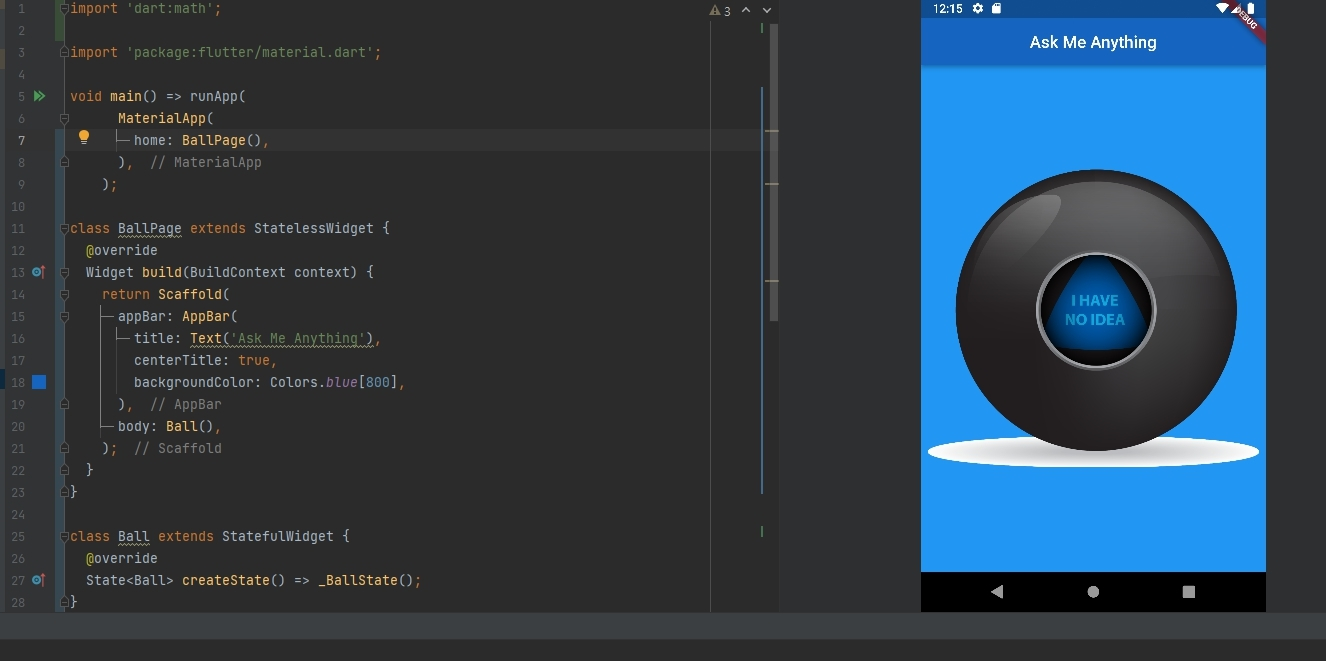 1 import 'dart:math';
2
3 import 'package:flutter/material.dart';
4
5 void main() => runApp(
6 MaterialApp(
7 home: BallPage(),
8 ), // MaterialApp
9 );
10
11 class BallPage extends StatelessWidget {
12 @override
13 Widget build(BuildContext context) {
14 return Scaffold(
15 appBar: AppBar(
16 title: Text('Ask Me Anything'),
17 centerTitle: true,
18 backgroundColor: Colors.blue[800],
19 ), // AppBar
20 body: Ball(),
21 ); // Scaffold
22 }
23 }
24
25 class Ball extends StatefulWidget {
26 @override
27 State<Ball> createState() => _BallState();
28 }
3
12:15
DEBUG
Ask Me Anything
I HAVE
NO IDEA